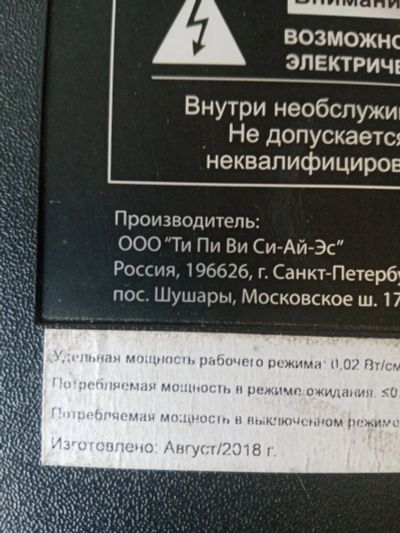 Внимани
ВОЗМОЖНО
ЭЛЕКТРИЧЕ
Внутри необслужи
Не допускается
неквалифициров
Производитель:
ООО "Ти Пи Ви Си-Ай-Эс"
Россия, 196626, г. Санкт-Петербу
пос. Шушары, Московское ш. 17
Удельная мощность рабочего режима: 0,02 Вт/см
Потребляемая мощность в режиме ожидания: ≤0.
Потребляемая мощность в выключенном режиме
Изготовлено: Август/2018 г.